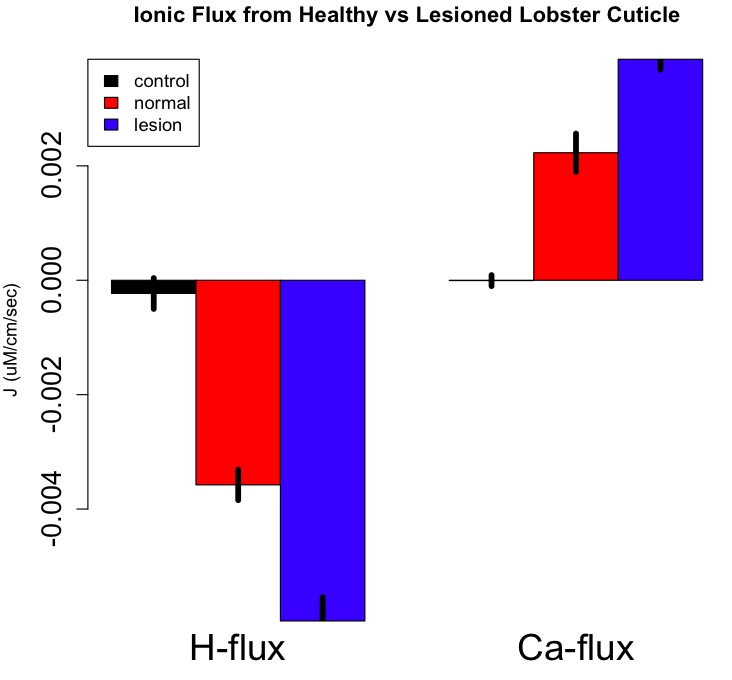 Ionic Flux from Healthy vs Lesioned Lobster Cuticle
control
normal
lesion
0.002
0.000
-0.002
-0.004
J (uM/cm/sec)
H-flux
Ca-flux